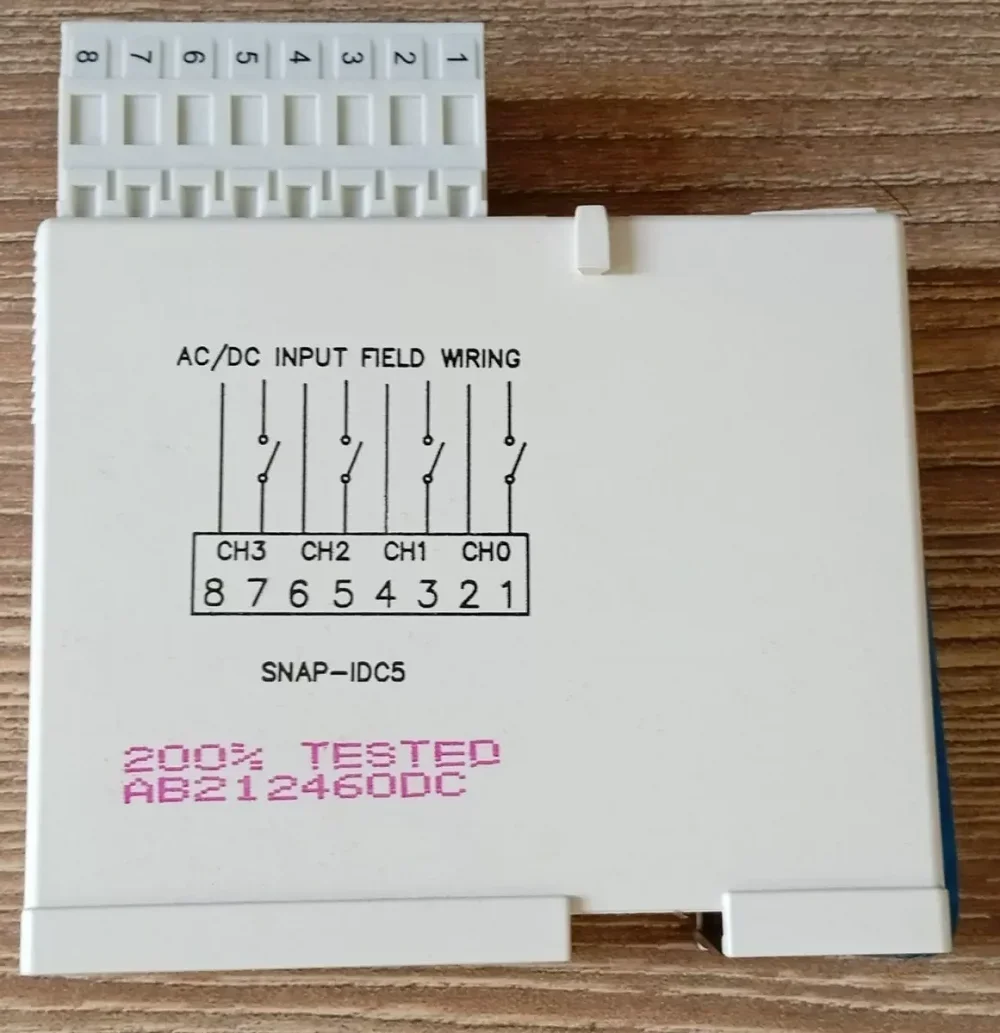 8 7 6 5 4 3 2 1
AC/DC INPUT FIELD WIRING
CH3 CH2 CH1 CH0
8 7 6 5 4 3 2 1
SNAP-IDC5
200% TESTED
AB212460DC